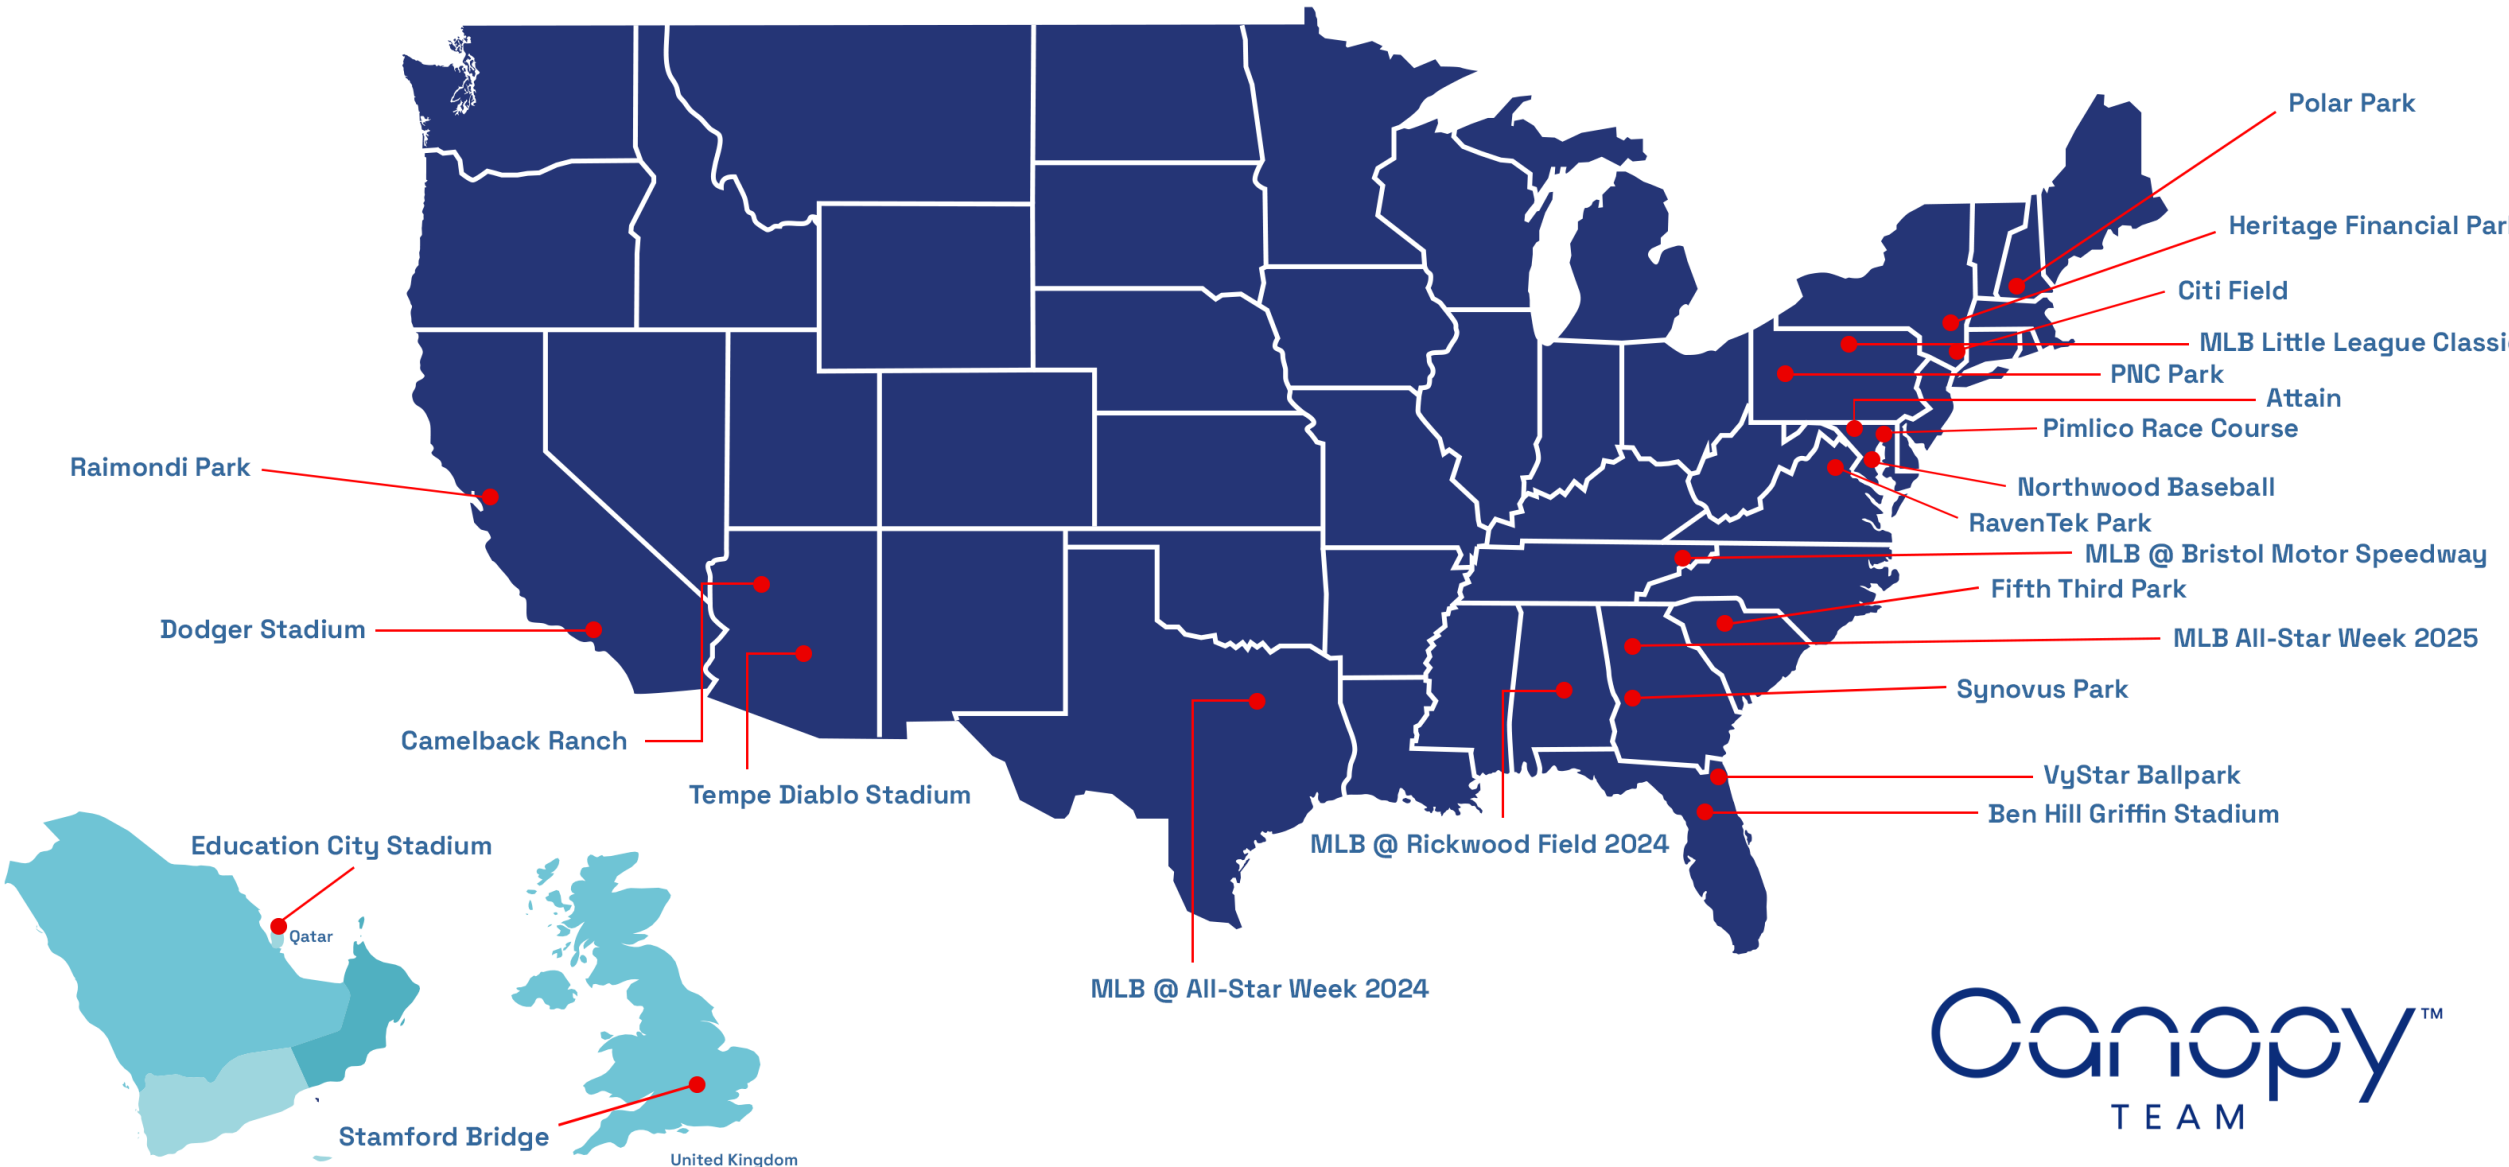 Polar Park
Heritage Financial Par
Citi Field
MLB Little League Classi
PNC Park
Attain
Pimlico Race Course
Raimondi Park
Northwood Baseball
RavenTek Park
MLB @ Bristol Motor Speedway
Fifth Third Park
Dodger Stadium
MLB All-Star Week 2025
Synovus Park
Camelback Ranch
VyStar Ballpark
Tempe Diablo Stadium
Ben Hill Griffin Stadium
MLB @ Rickwood Field 2024
Education City Stadium
Qatar
MLB @ All-Star Week 2024
Canopy™
TEAM
Stamford Bridge
United Kingdom